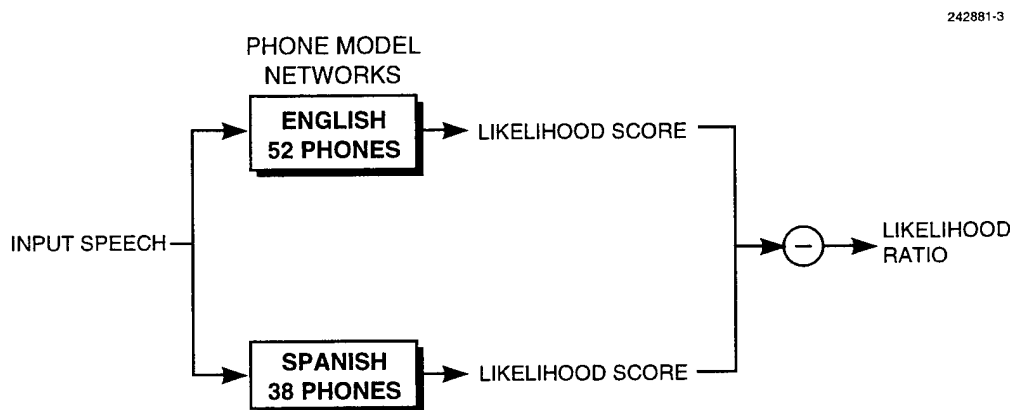 242881-3
PHONE MODEL
NETWORKS
ENGLISH
52 PHONES
LIKELIHOOD SCORE
INPUT SPEECH
−
LIKELIHOOD
RATIO
SPANISH
38 PHONES
LIKELIHOOD SCORE